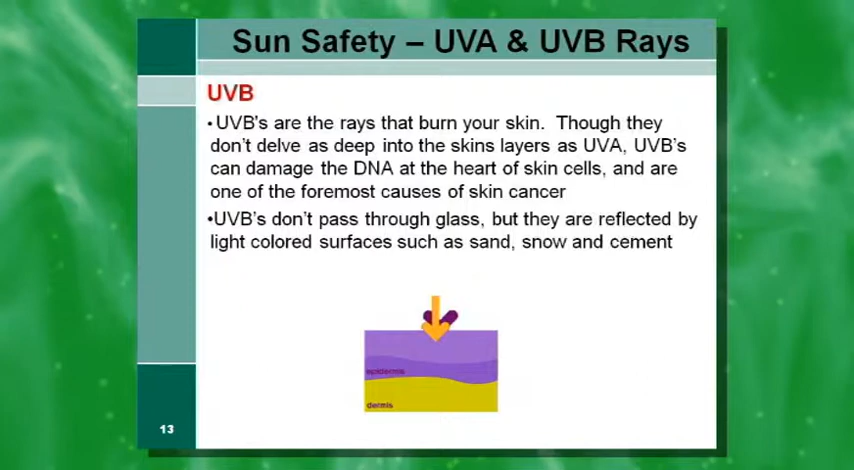 Sun Safety – UVA & UVB Rays
UVB
•UVB's are the rays that burn your skin.  Though they
don't delve as deep into the skins layers as UVA, UVB's
can damage the DNA at the heart of skin cells, and are
one of the foremost causes of skin cancer
•UVB's don't pass through glass, but they are reflected by
light colored surfaces such as sand, snow and cement
epidermis
dermis
13